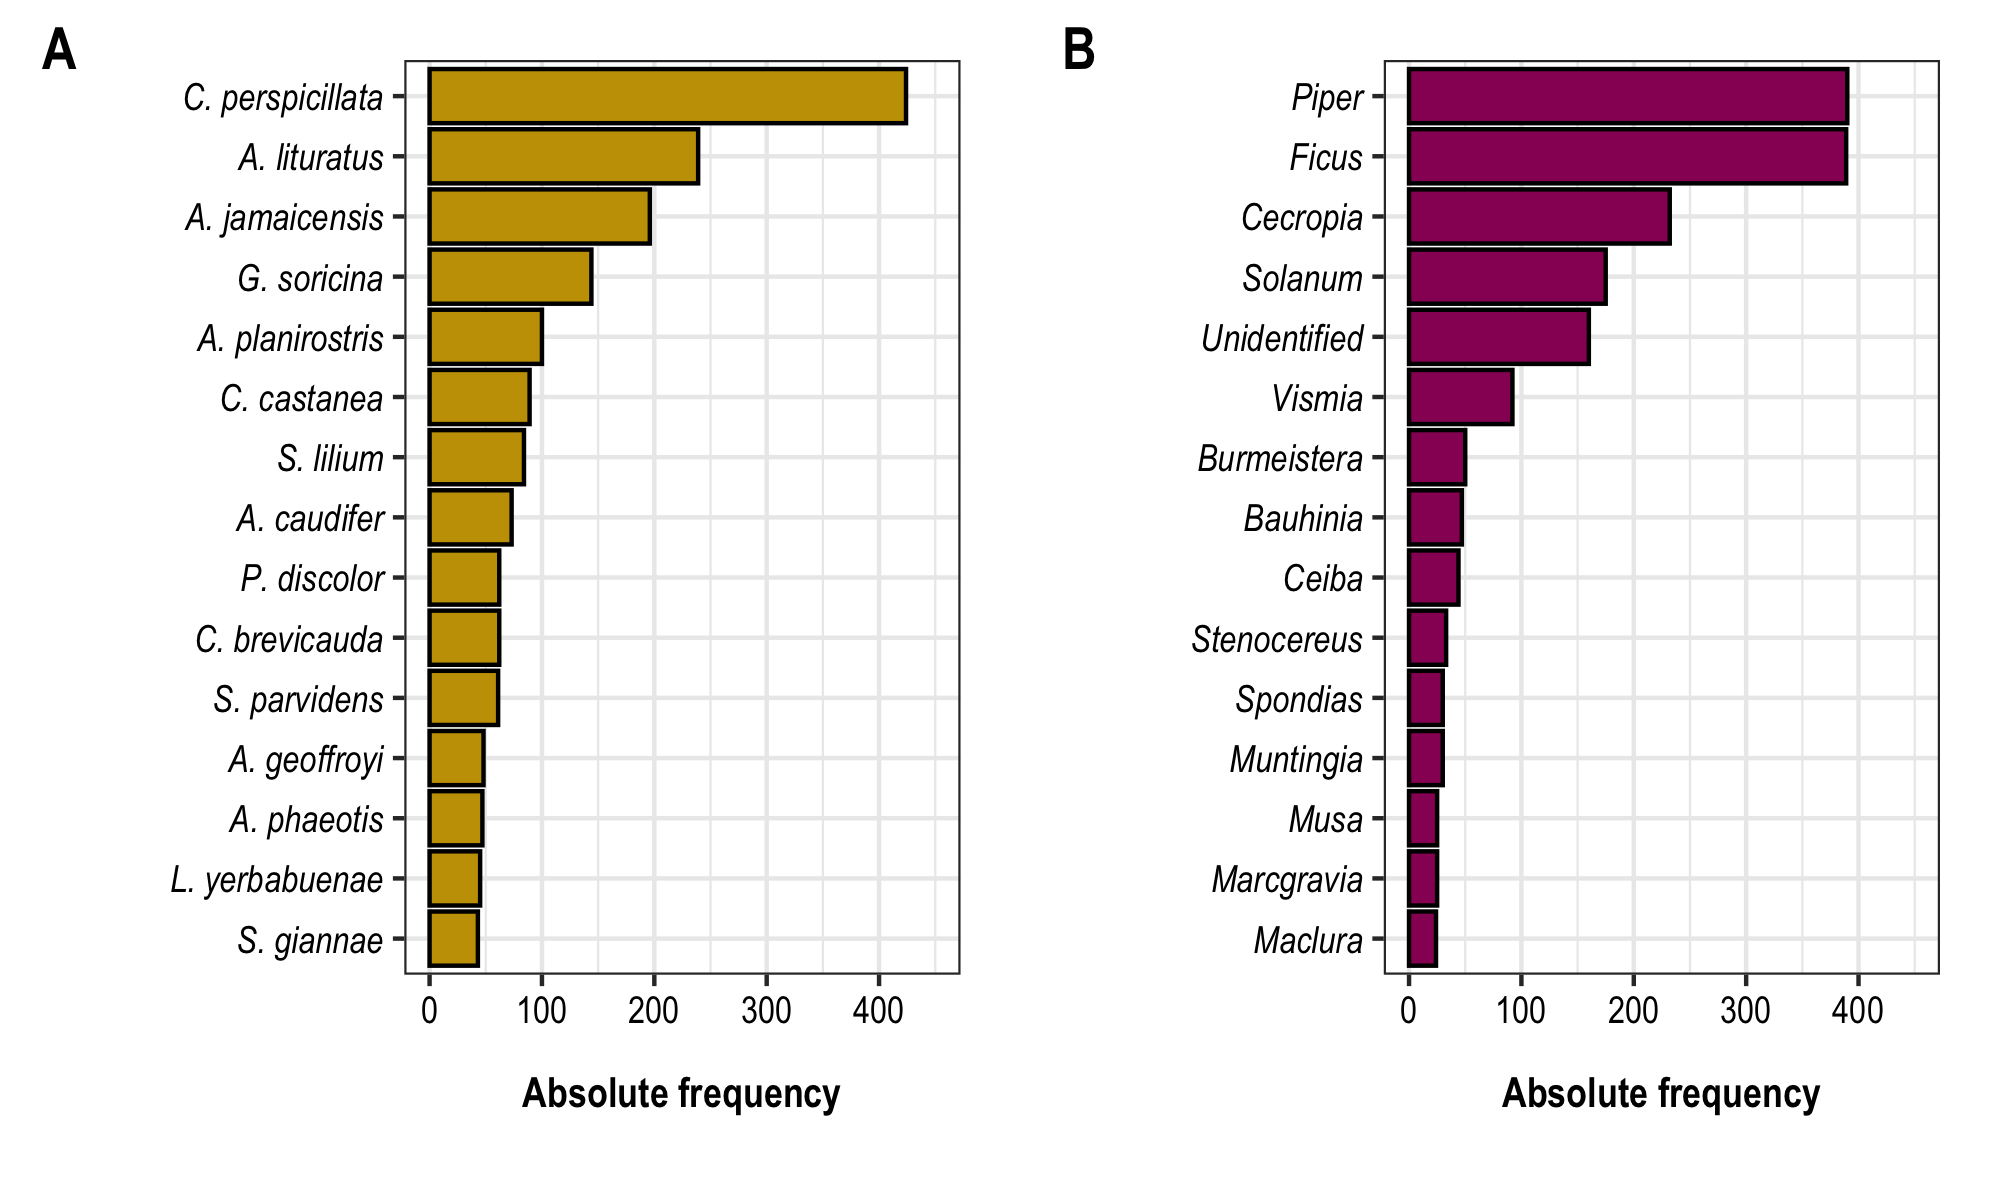 A
C. perspicillata
A. lituratus
A. jamaicensis
G. soricina
A. planirostris
C. castanea
S. lilium
A. caudifer
P. discolor
C. brevicauda
S. parvidens
A. geoffroyi
A. phaeotis
L. yerbabuenae
S. giannae
0 100 200 300 400
Absolute frequency
B
Piper
Ficus
Cecropia
Solanum
Unidentified
Vismia
Burmeistera
Bauhinia
Ceiba
Stenocereus
Spondias
Muntingia
Musa
Marcgravia
Maclura
0 100 200 300 400
Absolute frequency